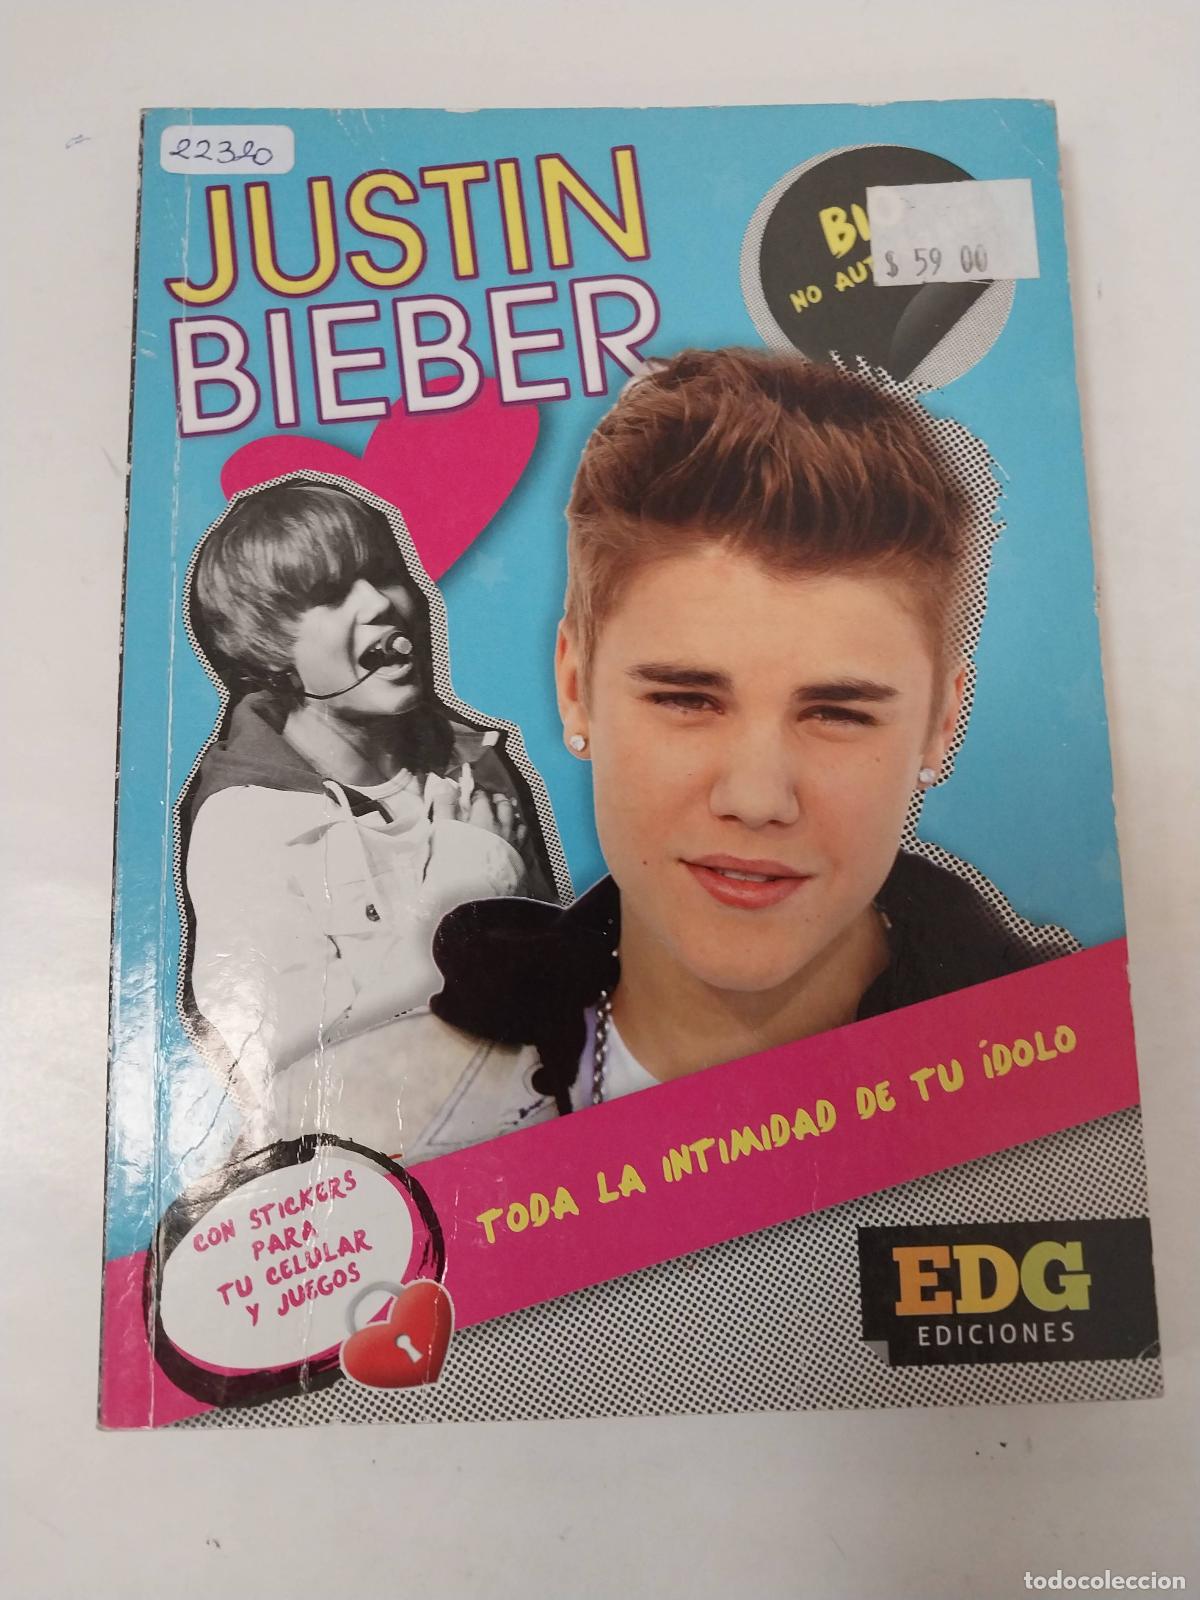 22320
JUSTIN
BIEBER
BIO
$ 59 00
NO
TODA LA INTIMIDAD DE TU ÍDOLO
CON STICKERS
PARA
TU CELULAR
Y JUEGOS
EDG
EDICIONES
todocoleccion